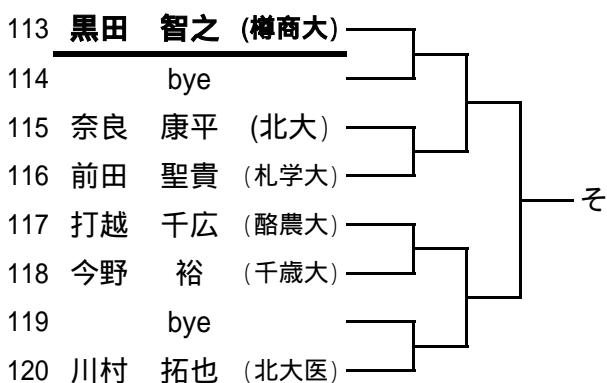 113 黒田 智之 (樽商大)
114 bye
115 奈良 康平 (北大)
116 前田 聖貴 (札学大)
117 打越 千広 (酪農大)
そ
118 今野 裕 (千歳大)
119 bye
120 川村 拓也 (北大医)